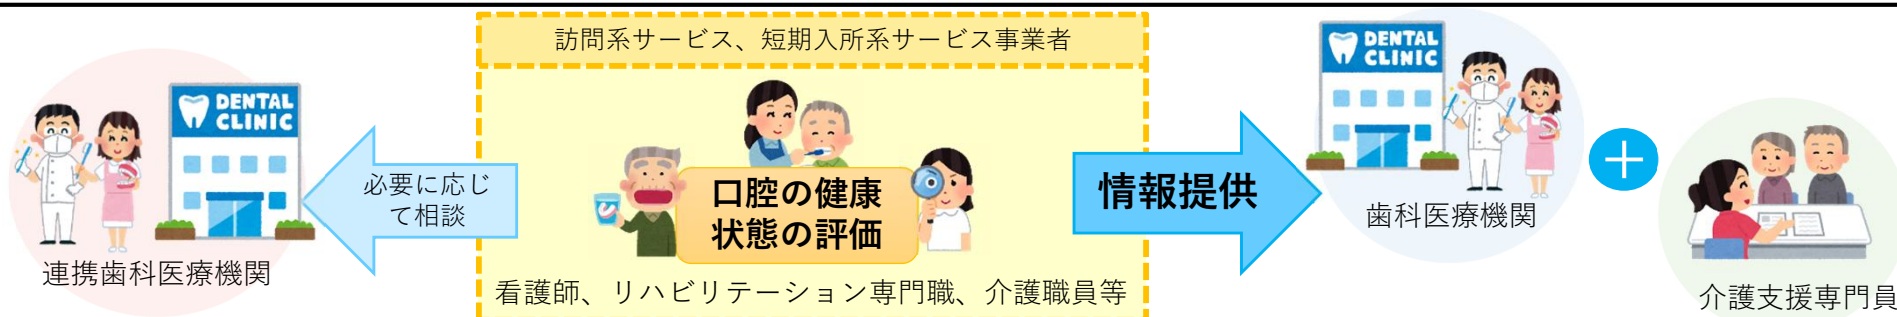 訪問系サービス、短期入所系サービス事業者
DENTAL
CLINIC
必要に応じ
て相談
連携歯科医療機関
口腔の健康
状態の評価
看護師、リハビリテーション専門職、介護職員等
情報提供
DENTAL
CLINIC
歯科医療機関
+
介護支援専門員